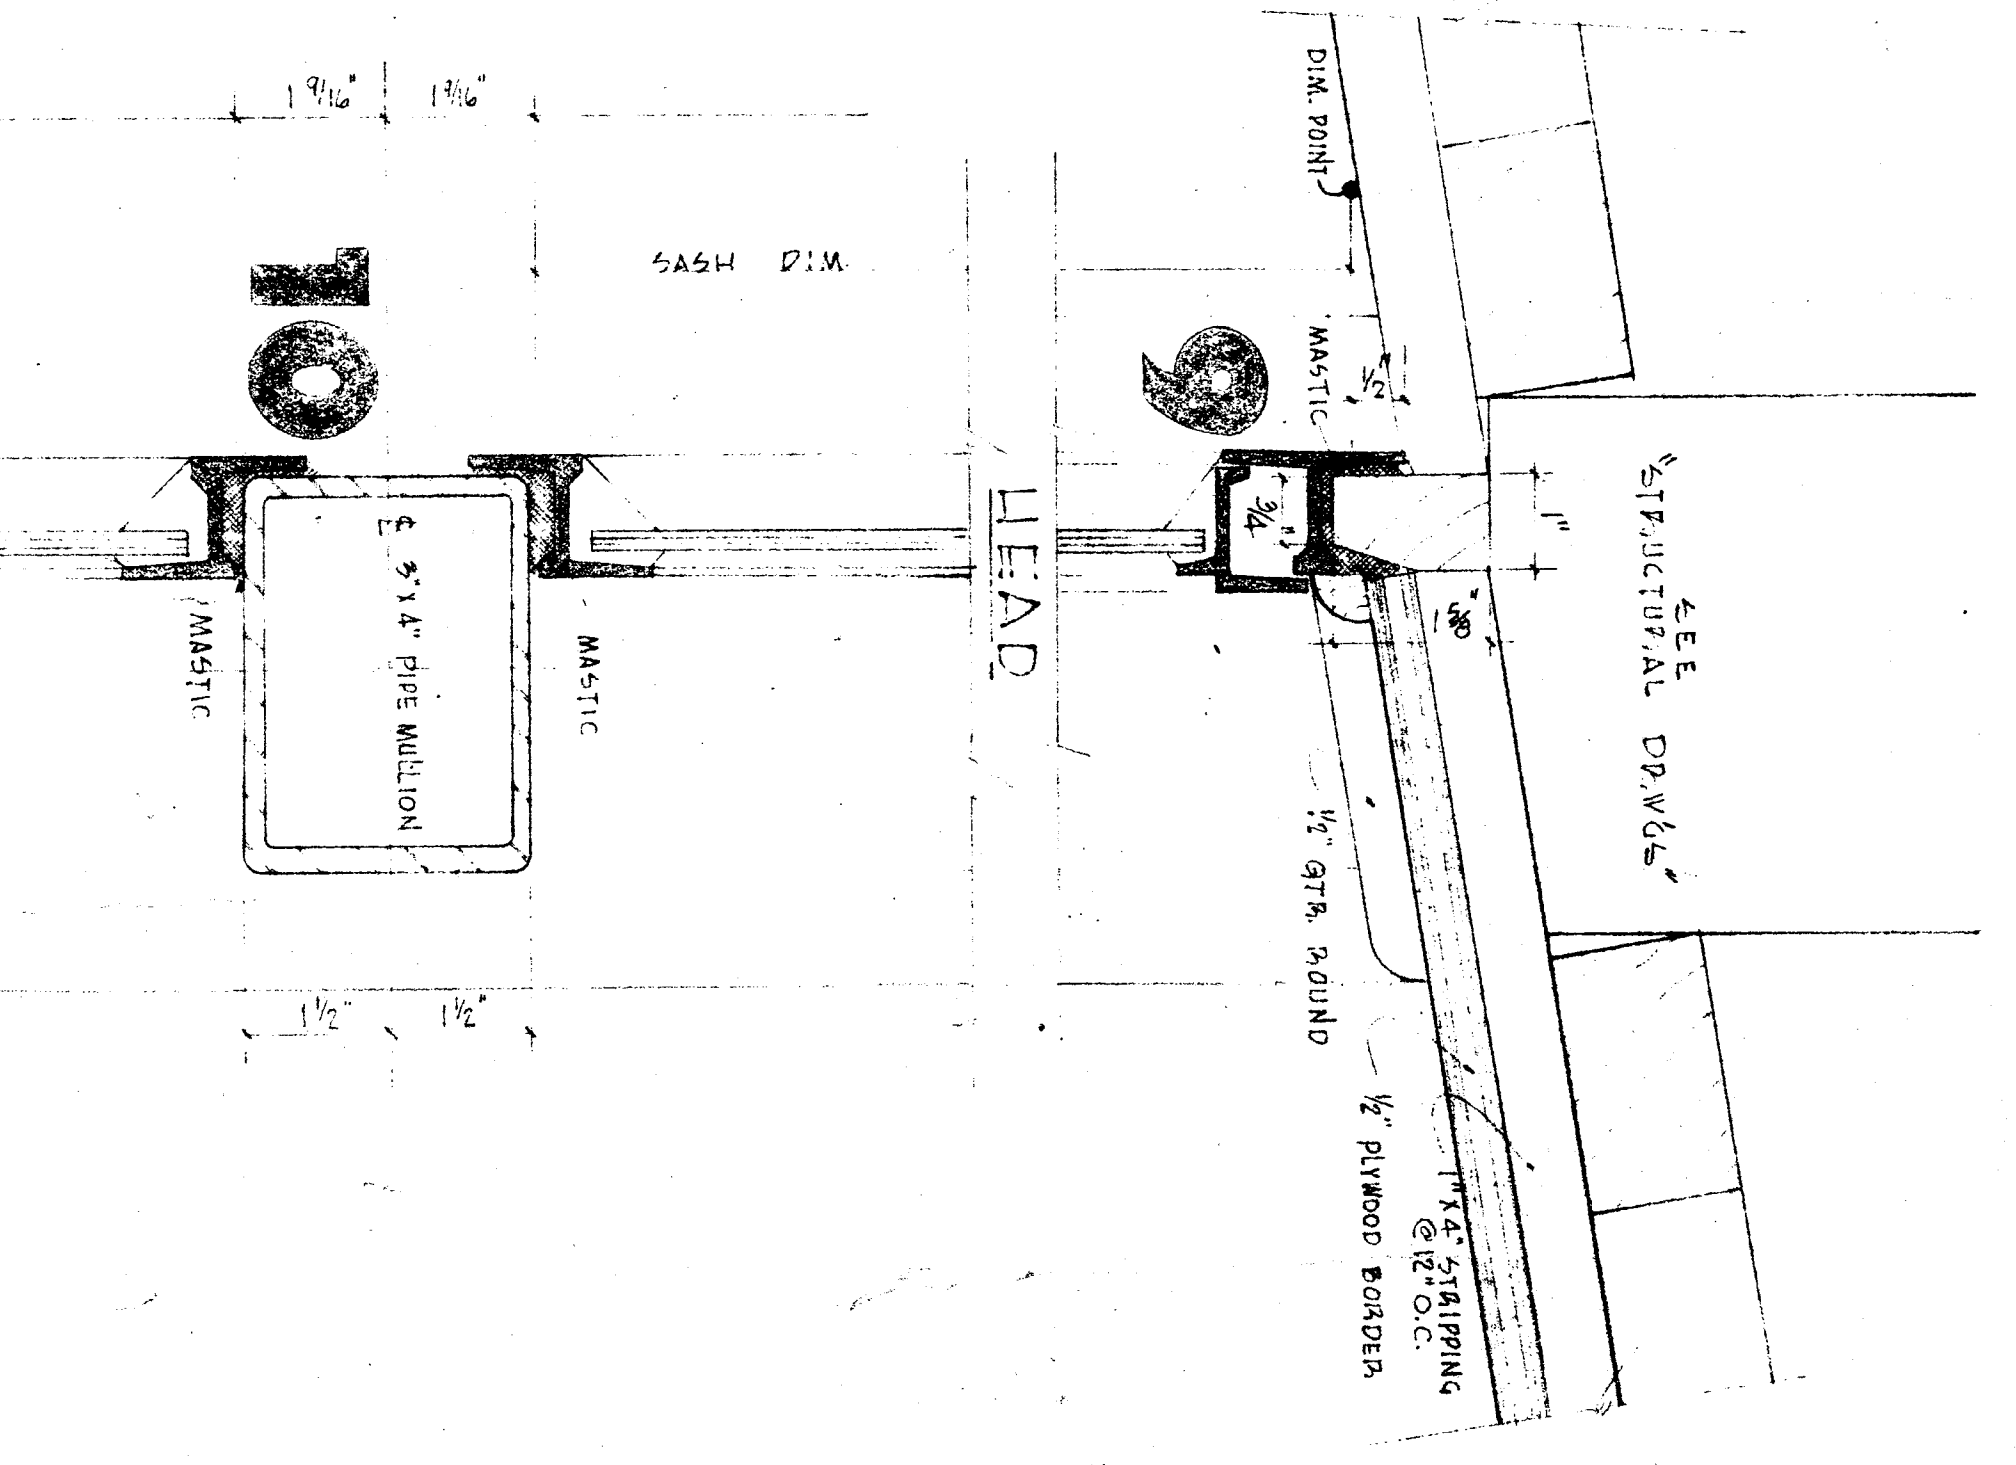 1 9/16" 1 9/16"
SASH DIM.
DIM. POINT
10
9
MASTIC
1/2"
3/4"
1"
1 5/8"
HEAD
SEE
"STRUCTURAL DRW'GS"
℄ 3"X4" PIPE MULLION
MASTIC
MASTIC
1/2" QTR. ROUND
1/2" PLYWOOD BORDER
1"X4" STRIPPING
@12" O.C.
1 1/2" 1 1/2"